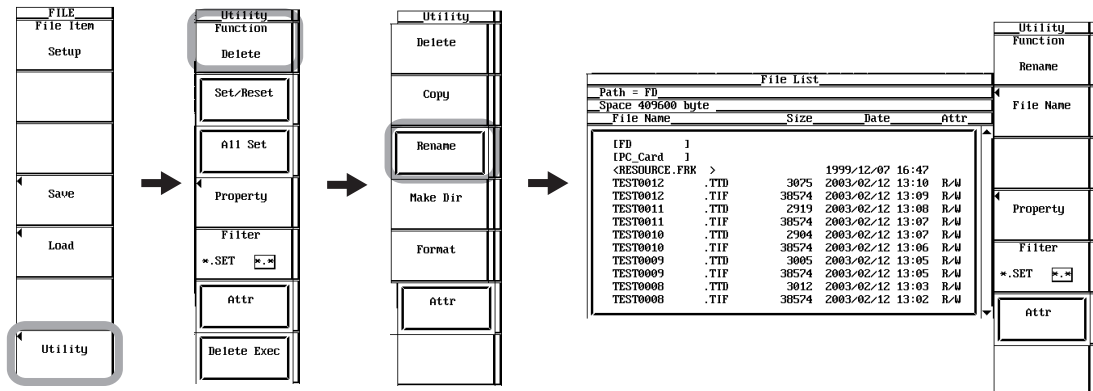 FILE
File Item
Setup
Save
Load
Utility
Utility
Function
Delete
Set/Reset
All Set
Property
Filter
*.SET *.*
Attr
Delete Exec
Utility
Delete
Copy
Rename
Make Dir
Format
Attr
File List
Path = FD
Space 409600 byte
File Name Size Date Attr
[FD ]
[PC_Card ]
<RESOURCE.FRK > 1999/12/07 16:47
TEST0012 .TTD 3075 2003/02/12 13:10 R/W
TEST0012 .TIF 38574 2003/02/12 13:09 R/W
TEST0011 .TTD 2919 2003/02/12 13:08 R/W
TEST0011 .TIF 38574 2003/02/12 13:07 R/W
TEST0010 .TTD 2904 2003/02/12 13:07 R/W
TEST0010 .TIF 38574 2003/02/12 13:06 R/W
TEST0009 .TTD 3005 2003/02/12 13:05 R/W
TEST0009 .TIF 38574 2003/02/12 13:05 R/W
TEST0008 .TTD 3012 2003/02/12 13:03 R/W
TEST0008 .TIF 38574 2003/02/12 13:02 R/W
Utility
Function
Rename
File Name
Property
Filter
*.SET *.*
Attr